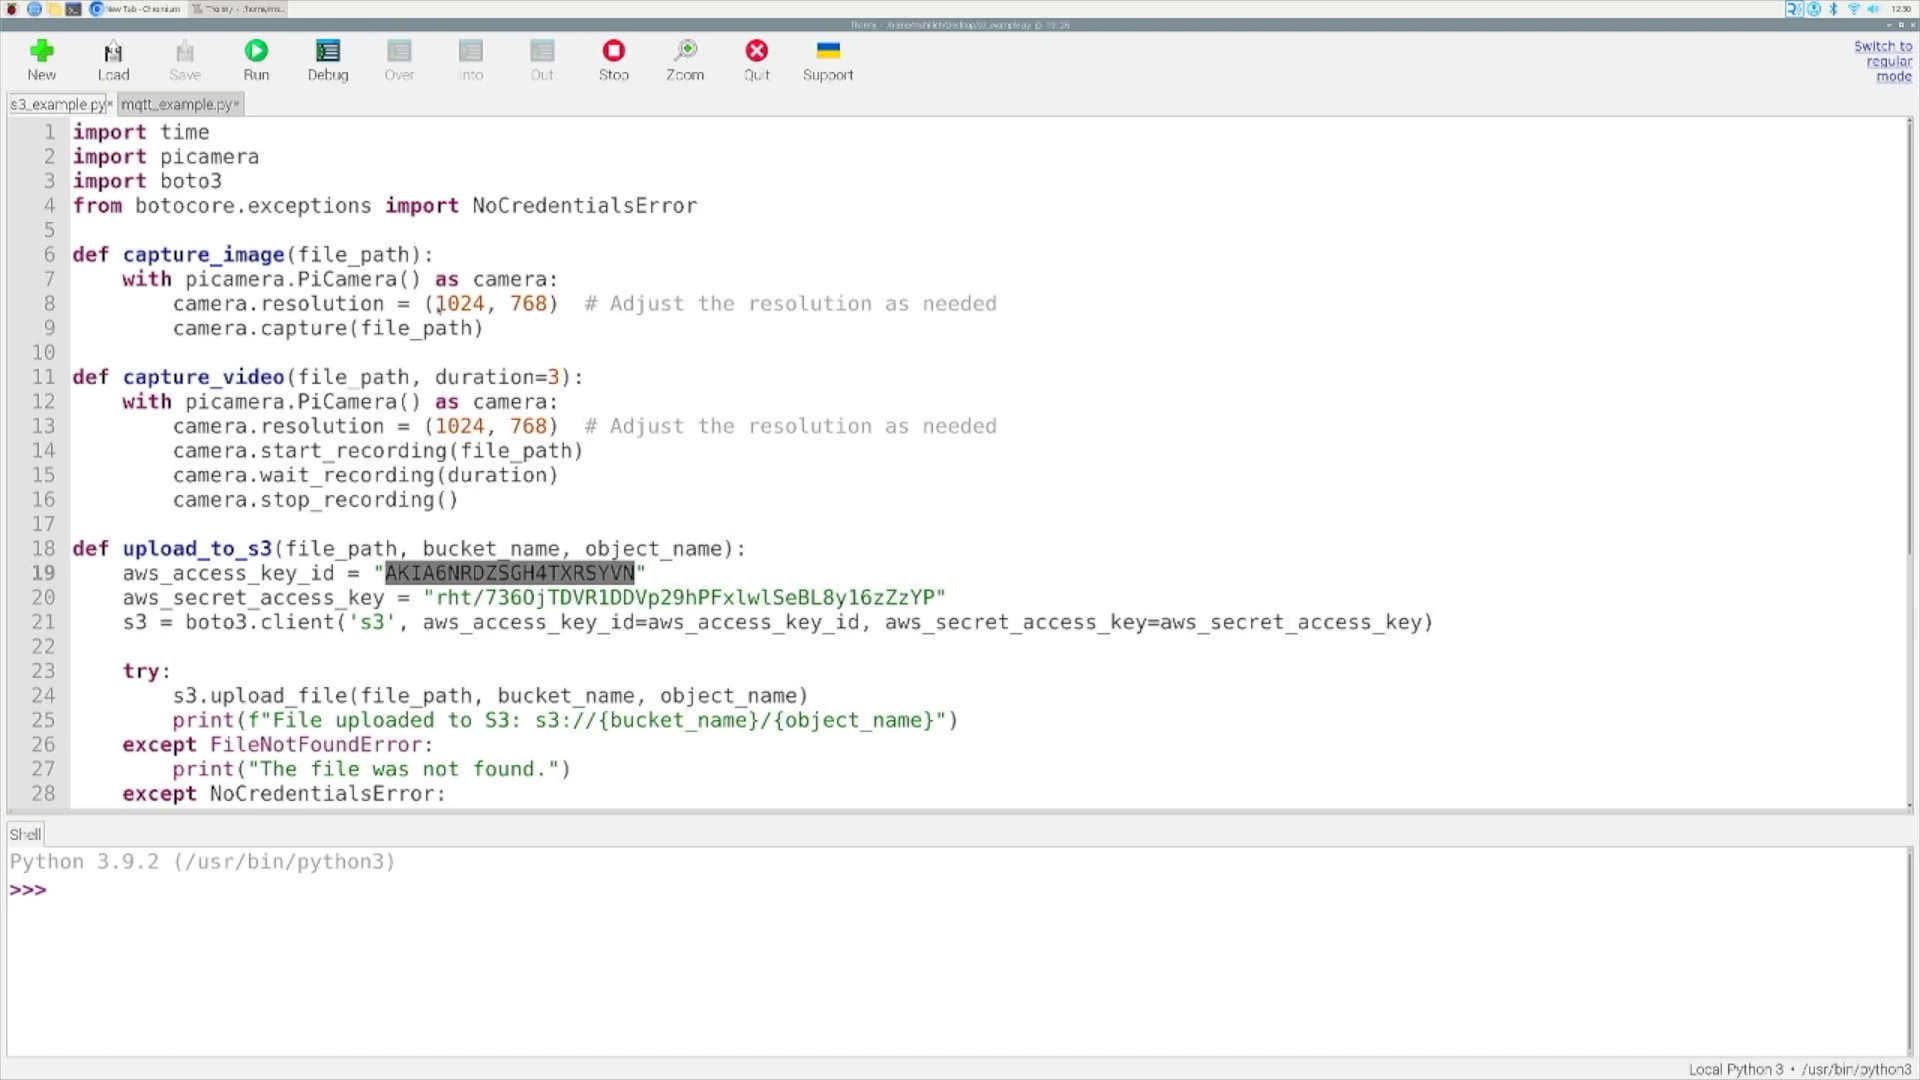 New Tab - Chromium
12:30
New
Load
Save
Run
Debug
Over
Into
Out
Stop
Zoom
Quit
Support
Switch to
regular
mode
s3_example.py
mqtt_example.py
1 import time
2 import picamera
3 import boto3
4 from botocore.exceptions import NoCredentialsError
5
6 def capture_image(file_path):
7 with picamera.PiCamera() as camera:
8 camera.resolution = (1024, 768) # Adjust the resolution as needed
9 camera.capture(file_path)
10
11 def capture_video(file_path, duration=3):
12 with picamera.PiCamera() as camera:
13 camera.resolution = (1024, 768) # Adjust the resolution as needed
14 camera.start_recording(file_path)
15 camera.wait_recording(duration)
16 camera.stop_recording()
17
18 def upload_to_s3(file_path, bucket_name, object_name):
19 aws_access_key_id = "AKIA6NRDZSGH4TXRSYVN"
20 aws_secret_access_key = "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"
21 s3 = boto3.client('s3', aws_access_key_id=aws_access_key_id, aws_secret_access_key=aws_secret_access_key)
22
23 try:
24 s3.upload_file(file_path, bucket_name, object_name)
25 print(f"File uploaded to S3: s3://{bucket_name}/{object_name}")
26 except FileNotFoundError:
27 print("The file was not found.")
28 except NoCredentialsError:
Shell
Python 3.9.2 (/usr/bin/python3)
>>>
Local Python 3 • /usr/bin/python3